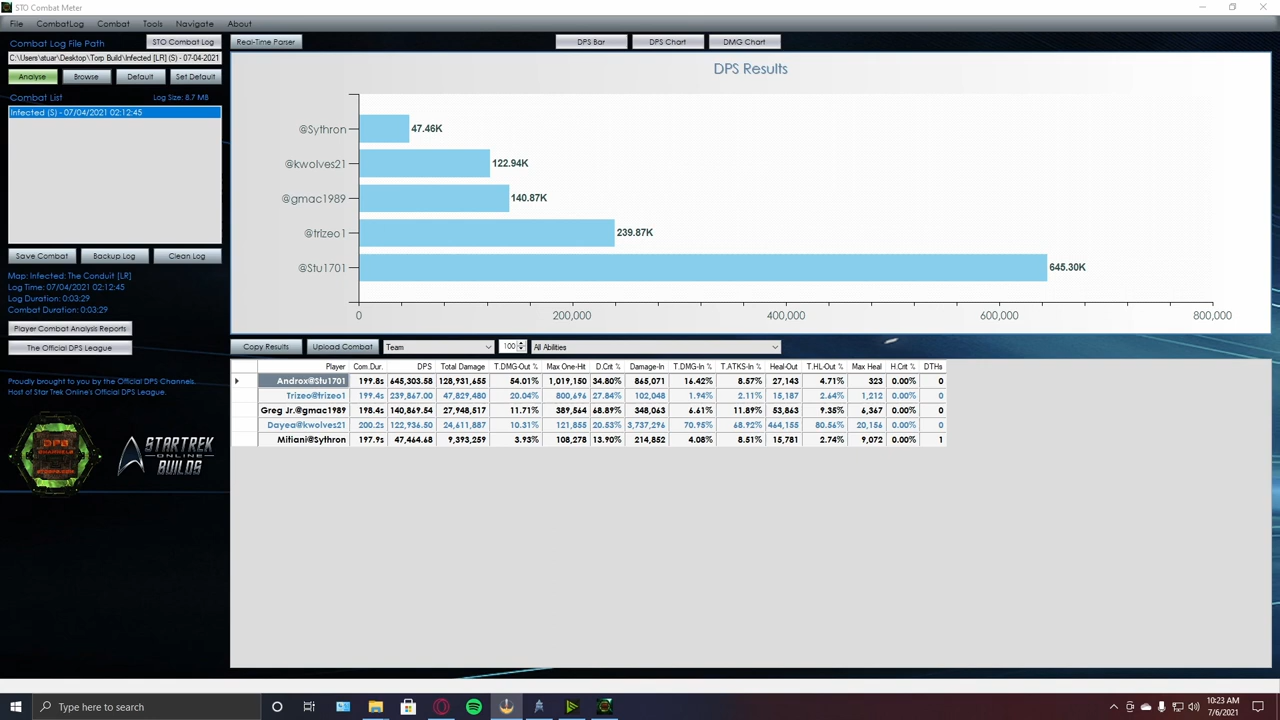 STO Combat Meter
File CombatLog Combat Tools Navigate About
Combat Log File Path STO Combat Log
C:\Users\stuar\Desktop\Torp Build\Infected [LR] (S) - 07-04-2021
Analyse Browse Default Set Default
Combat List Log Size: 8.7 MB
Infected (S) - 07/04/2021 02:12:45
Save Combat Backup Log Clean Log
Map: Infected: The Conduit [LR]
Log Time: 07/04/2021 02:12:45
Log Duration: 0:03:29
Combat Duration: 0:03:29
Player Combat Analysis Reports
The Official DPS League
Proudly brought to you by the Official DPS Channels.
Host of Star Trek Online's DPS League.
DPS
CHANNELS
STAR TREK
ONLINE
BUILDS
Real-Time Parser DPS Bar DPS Chart DMG Chart
DPS Results
@Sythron 47.46K
@kwolves21 122.94K
@gmac1989 140.87K
@trizeo1 239.87K
@Stu1701 645.30K
0 200,000 400,000 600,000 800,000
Copy Results Upload Combat Team 100 All Abilities
Player Com.Dur. DPS Total Damage T.DMG-Out % Max One-Hit D.Crit % Damage-In T.DMG-In % T.ATKS-In % Heal-Out T.HL-Out % Max Heal H.Crit % DThs
Androx@Stu1701 199.8s 645,303.58 128,931,655 54.01% 1,019,150 34.80% 865,071 16.42% 8.57% 27,143 4.71% 323 0.00% 0
Trizeo@trizeo1 199.4s 239,867.00 47,829,480 20.04% 800,696 27.84% 102,048 1.94% 2.11% 15,187 2.64% 1,212 0.00% 0
Greg Jr.@gmac1989 198.4s 140,869.54 27,948,517 11.71% 389,564 68.89% 348,063 6.61% 11.89% 53,863 9.35% 6,367 0.00% 0
Dayea@kwolves21 200.2s 122,936.50 24,611,887 10.31% 121,855 20.53% 3,737,296 70.95% 68.92% 464,155 80.56% 20,156 0.00% 0
Mitiani@Sythron 197.9s 47,464.68 9,393,259 3.93% 108,278 13.90% 214,852 4.08% 8.51% 15,781 2.74% 9,072 0.00% 1
Type here to search
10:23 AM
7/6/2021